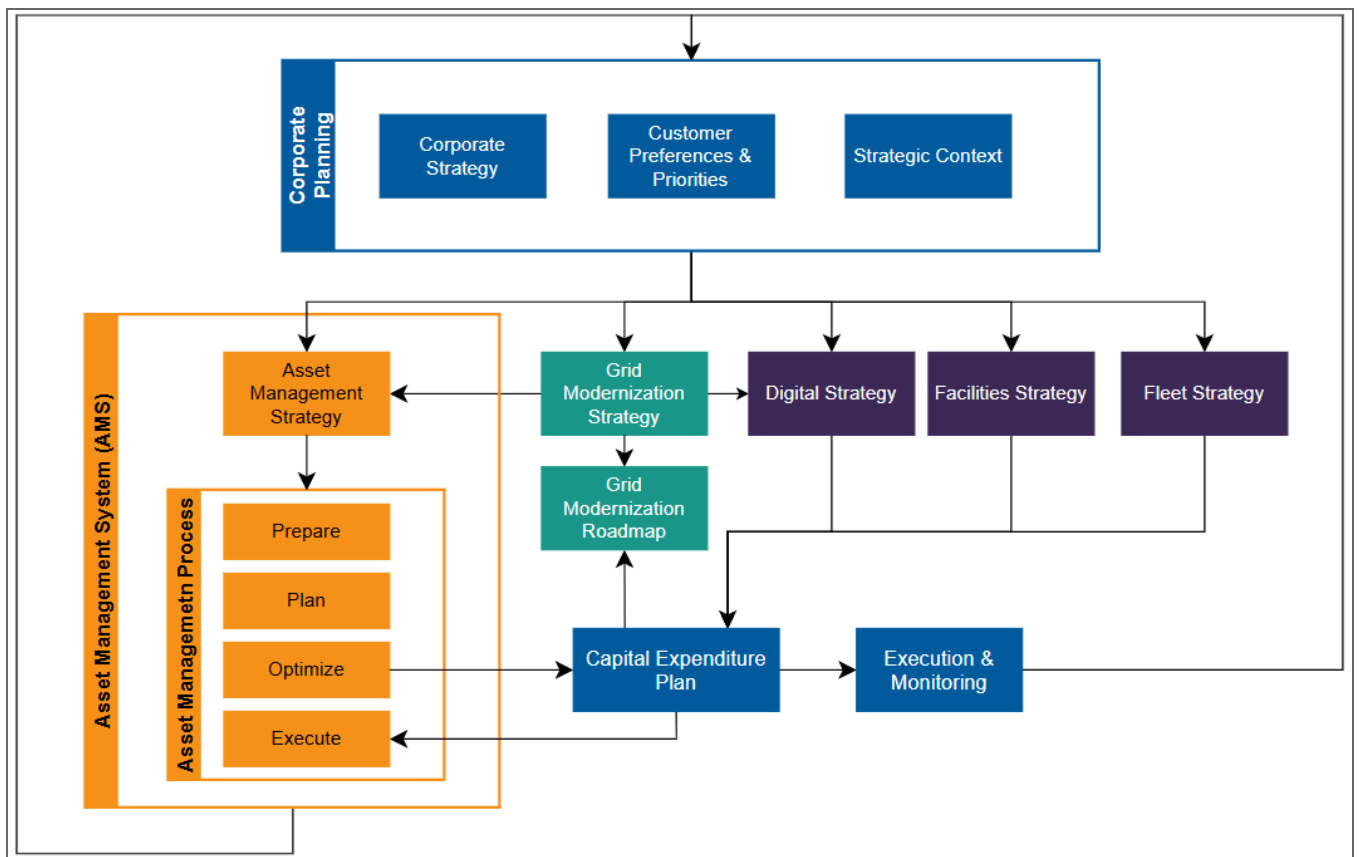 Corporate
Planning
Corporate
Strategy
Customer
Preferences &
Priorities
Strategic Context
Asset Management System (AMS)
Asset
Management
Strategy
Grid
Modernization
Strategy
Digital Strategy
Facilities Strategy
Fleet Strategy
Asset Managemetn Process
Prepare
Plan
Optimize
Execute
Grid
Modernization
Roadmap
Capital Expenditure
Plan
Execution &
Monitoring